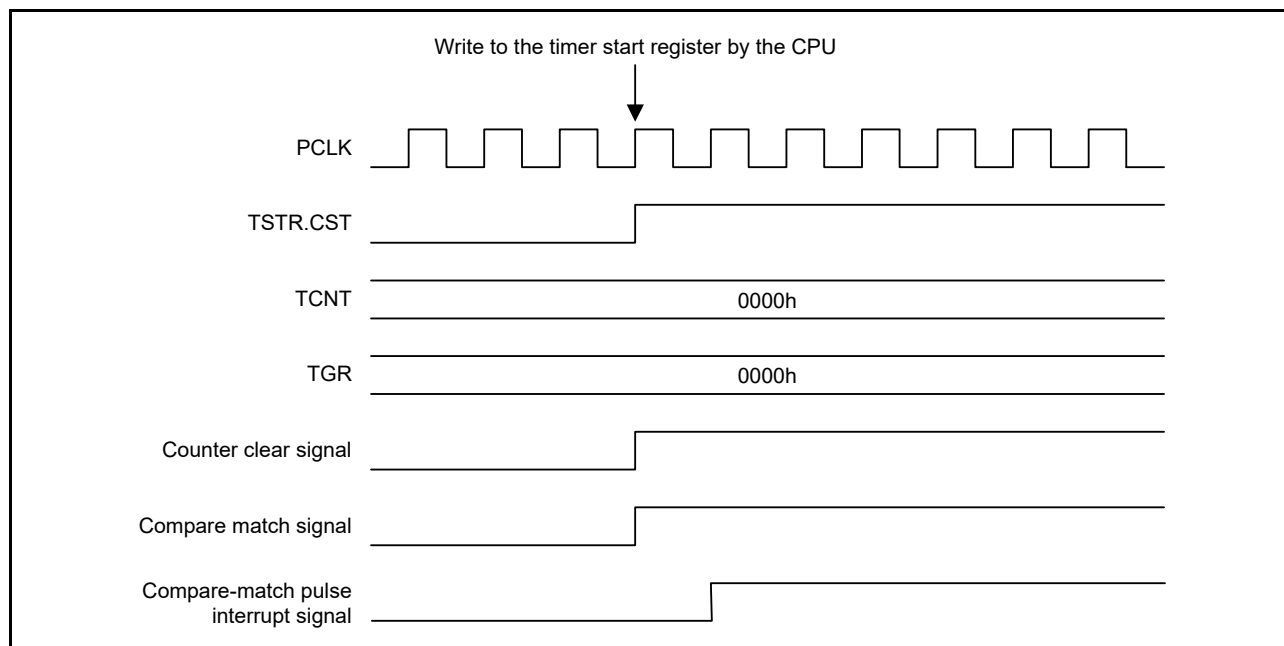 Write to the timer start register by the CPU
PCLK
TSTR.CST
TCNT
0000h
TGR
0000h
Counter clear signal
Compare match signal
Compare-match pulse
interrupt signal